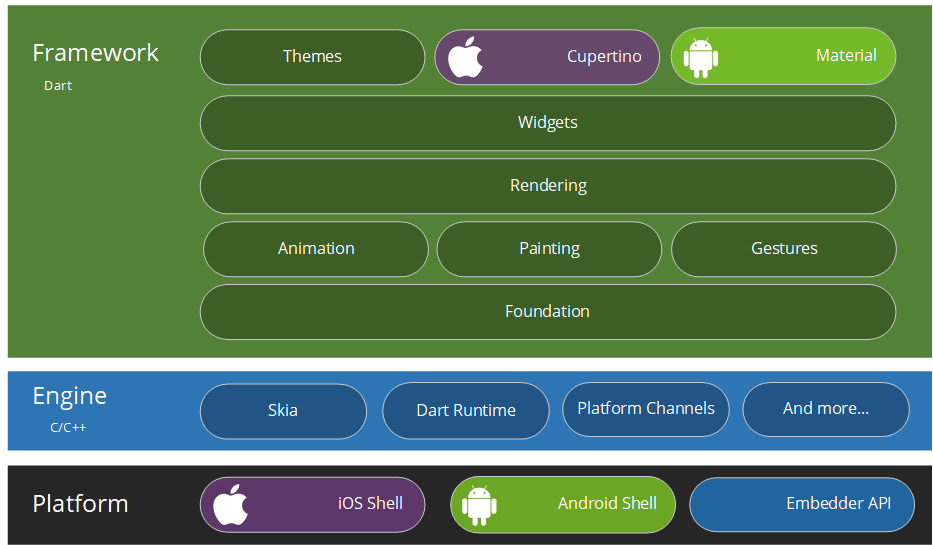 Framework
Dart
Themes
Cupertino
Material
Widgets
Rendering
Animation
Painting
Gestures
Foundation
Engine
C/C++
Skia
Dart Runtime
Platform Channels
And more...
Platform
iOS Shell
Android Shell
Embedder API